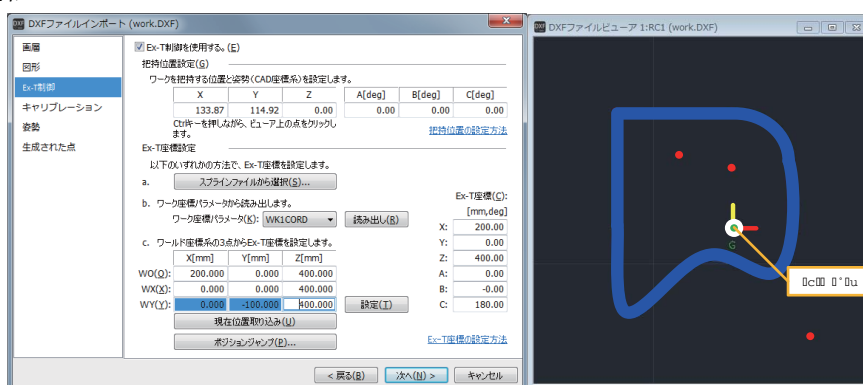 DXFファイルインポート (work.DXF)
画層
図形
Ex-T制御
キャリブレーション
姿勢
生成された点
Ex-T制御を使用する。(E)
把持位置設定(G)
ワークを把持する位置と姿勢(CAD座標系)を設定します。
X Y Z A[deg] B[deg] C[deg]
133.87 114.92 0.00 0.00 0.00 0.00
Ctrlキーを押しながら、ビューア上の点をクリックします。
把持位置の設定方法
Ex-T座標設定
以下のいずれかの方法で、Ex-T座標を設定します。
a. スプラインファイルから選択(S)...
b. ワーク座標パラメータから読み出します。
ワーク座標パラメータ(K): WK1CORD 読み出し(R)
c. ワールド座標系の3点からEx-T座標を設定します。
X[mm] Y[mm] Z[mm]
WO(O): 200.000 0.000 400.000
WX(X): 0.000 0.000 400.000
WY(Y): 0.000 -100.000 400.000 設定(T)
現在位置取り込み(U)
ポジションジャンプ(P)...
Ex-T座標(C):
[mm,deg]
X: 200.00
Y: 0.00
Z: 400.00
A: 0.00
B: -0.00
C: 180.00
Ex-T座標の設定方法
< 戻る(B) 次へ(N) > キャンセル
DXFファイルビューア 1:RC1 (work.DXF)
G